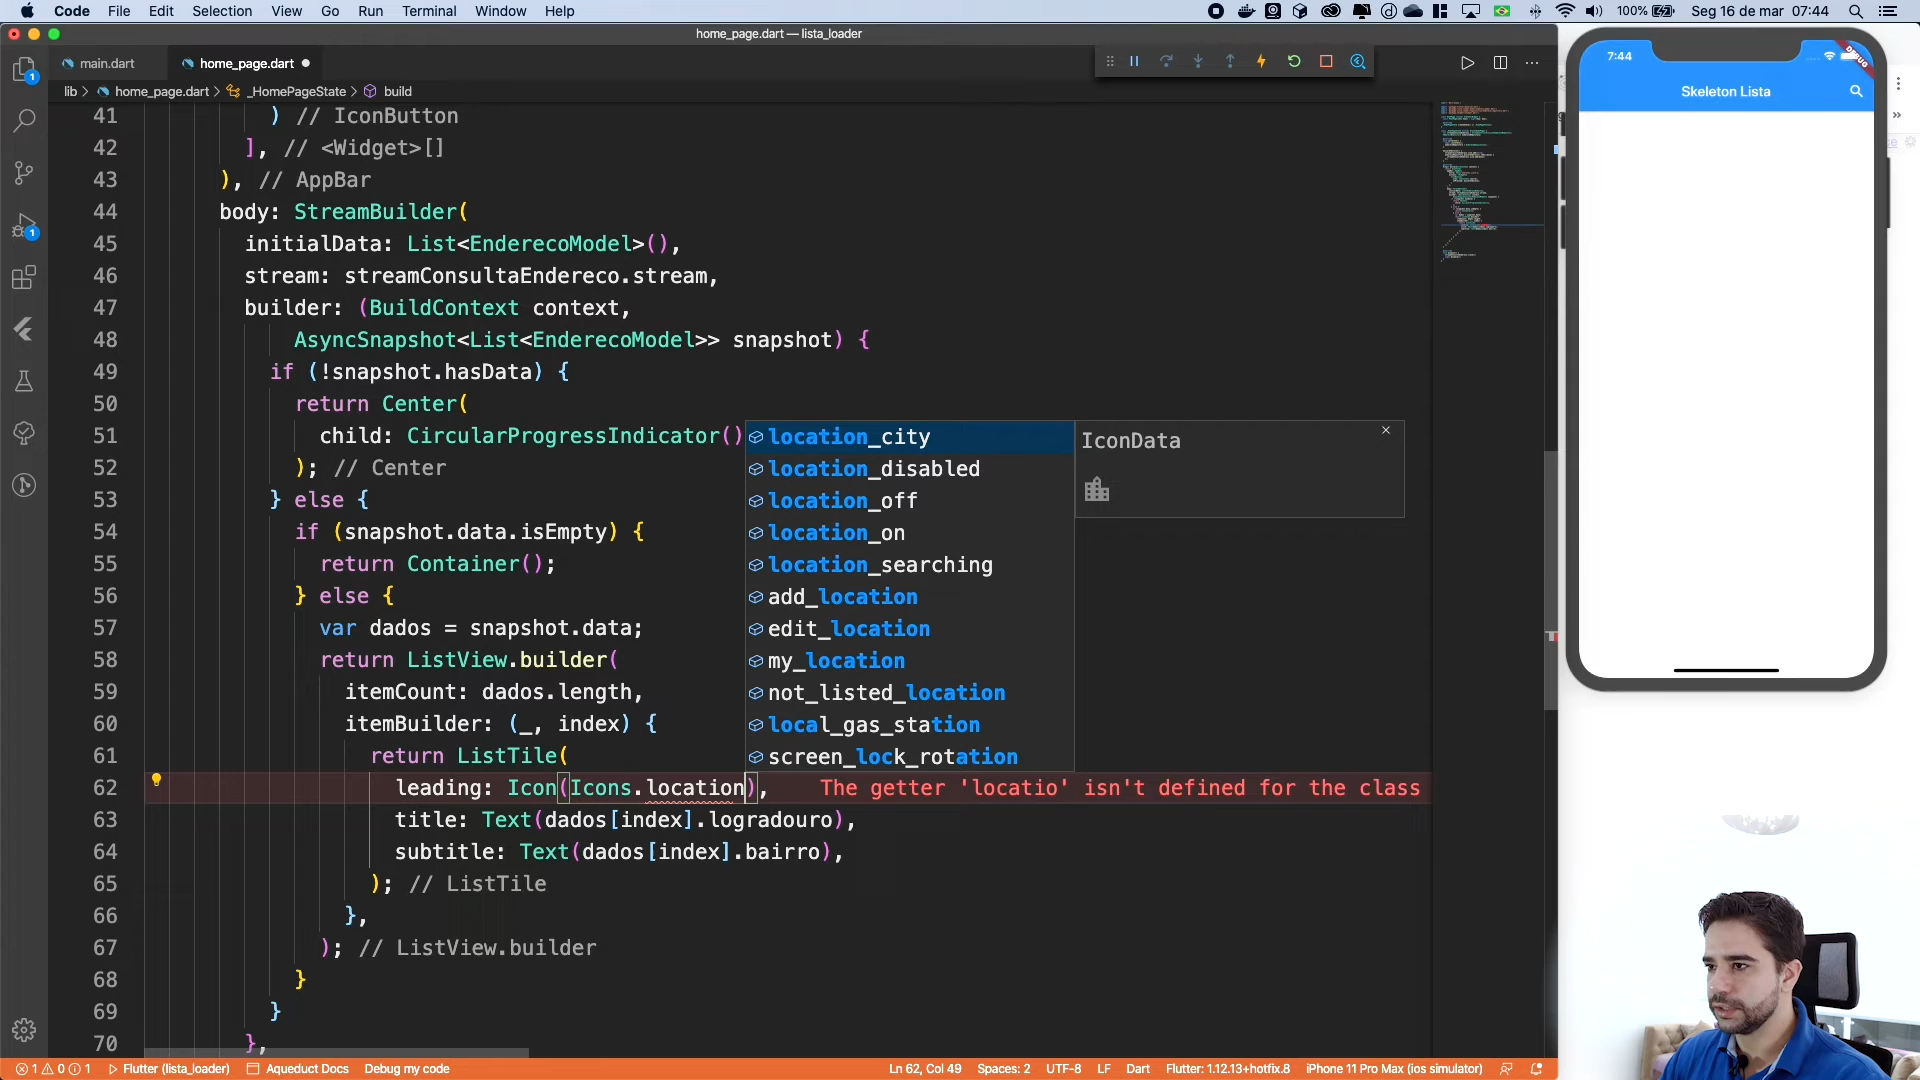 Code File Edit Selection View Go Run Terminal Window Help
100%
Seg 16 de mar 07:44
home_page.dart — lista_loader
main.dart
home_page.dart
lib > home_page.dart > _HomePageState > build
41 ) // IconButton
42 ], // <Widget>[]
43 ), // AppBar
44 body: StreamBuilder(
45 initialData: List<EnderecoModel>(),
46 stream: streamConsultaEndereco.stream,
47 builder: (BuildContext context,
48 AsyncSnapshot<List<EnderecoModel>> snapshot) {
49 if (!snapshot.hasData) {
50 return Center(
51 child: CircularProgressIndicator()
52 ); // Center
53 } else {
54 if (snapshot.data.isEmpty) {
55 return Container();
56 } else {
57 var dados = snapshot.data;
58 return ListView.builder(
59 itemCount: dados.length,
60 itemBuilder: (_, index) {
61 return ListTile(
62 leading: Icon(Icons.location), The getter 'locatio' isn't defined for the class
63 title: Text(dados[index].logradouro),
64 subtitle: Text(dados[index].bairro),
65 ); // ListTile
66 },
67 ); // ListView.builder
68 }
69 }
70 },
location_city
location_disabled
location_off
location_on
location_searching
add_location
edit_location
my_location
not_listed_location
local_gas_station
screen_lock_rotation
IconData
7:44
DEBUG
Skeleton Lista
1
1
1 0 1 Flutter (lista_loader) Aqueduct Docs Debug my code
Ln 62, Col 49 Spaces: 2 UTF-8 LF Dart Flutter: 1.12.13+hotfix.8 iPhone 11 Pro Max (ios simulator)